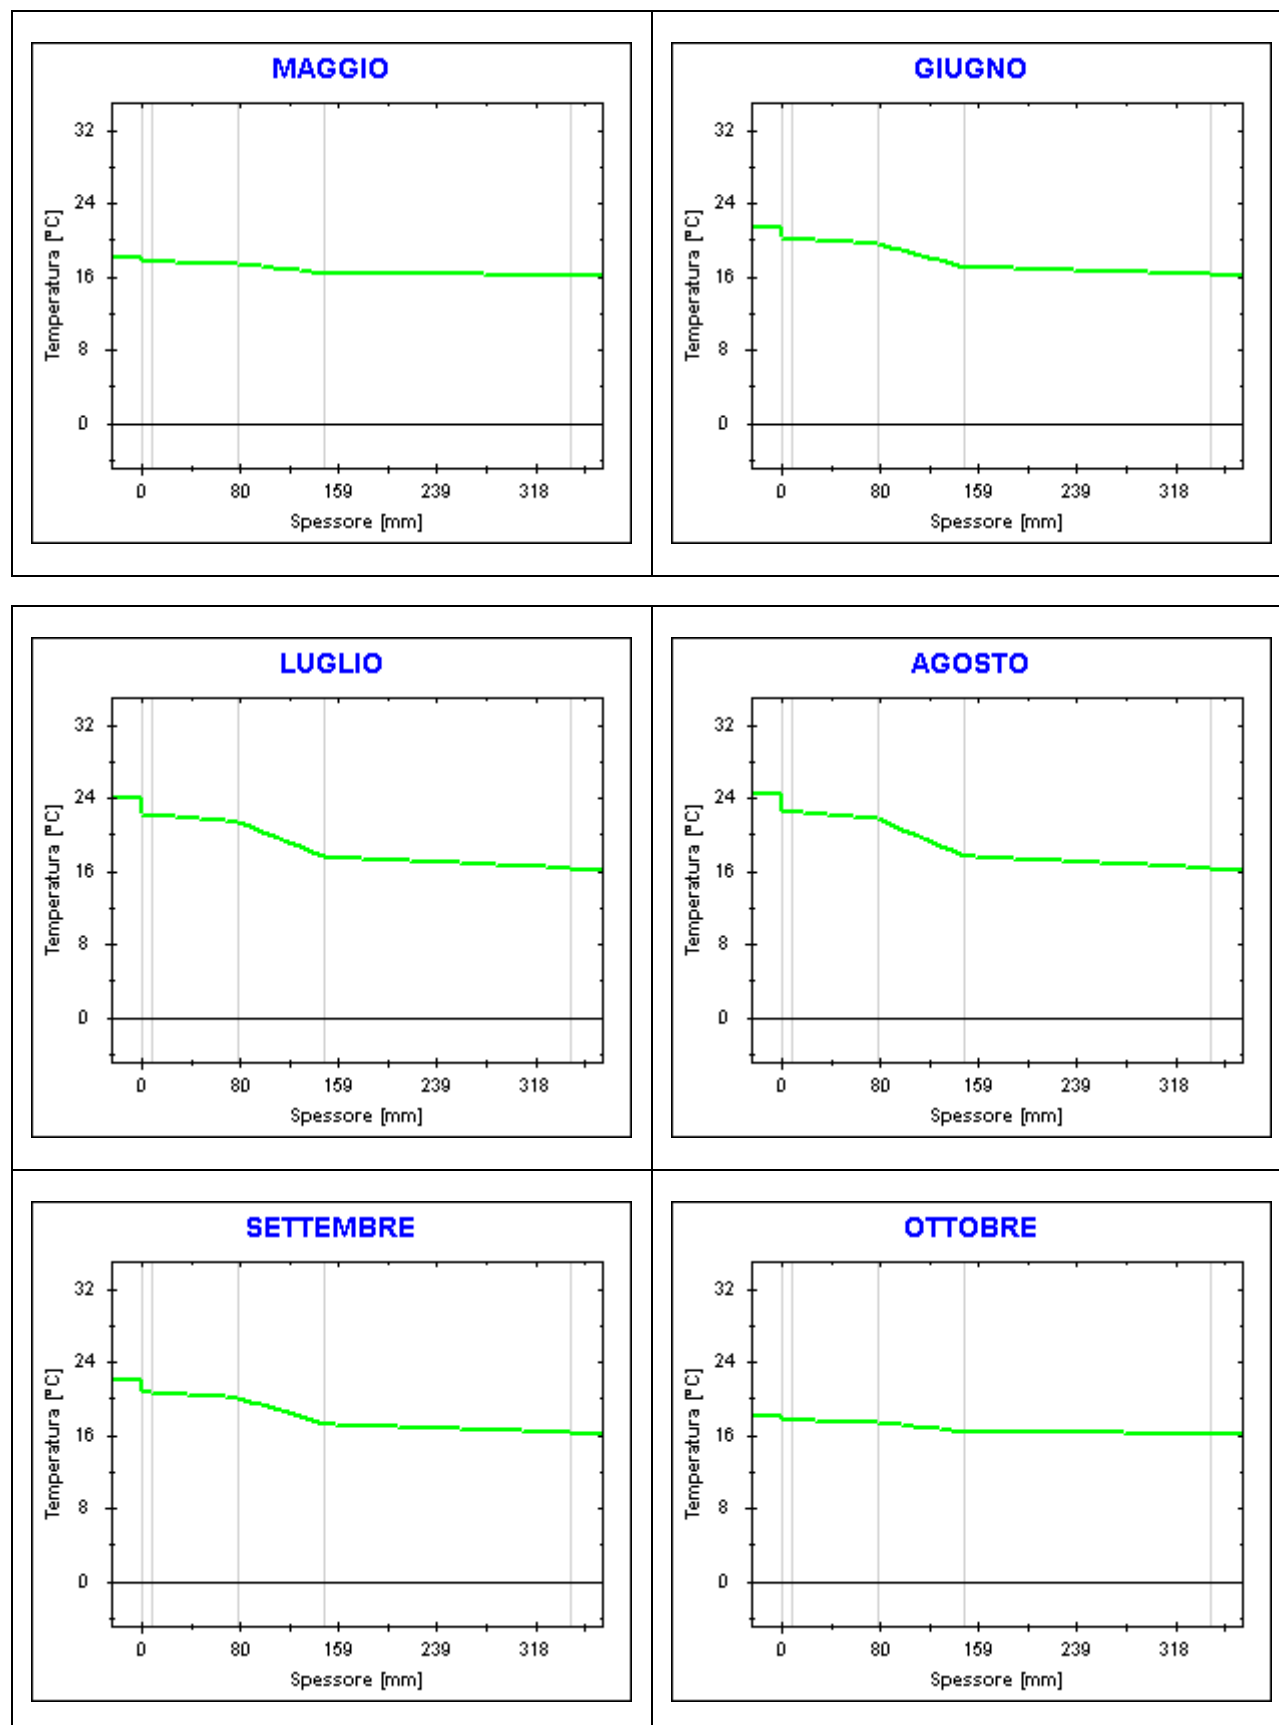 MAGGIO
32
24
16
8
0
Temperatura [°C]
0 80 159 239 318
Spessore [mm]
GIUGNO
32
24
16
8
0
Temperatura [°C]
0 80 159 239 318
Spessore [mm]
LUGLIO
32
24
16
8
0
Temperatura [°C]
0 80 159 239 318
Spessore [mm]
AGOSTO
32
24
16
8
0
Temperatura [°C]
0 80 159 239 318
Spessore [mm]
SETTEMBRE
32
24
16
8
0
Temperatura [°C]
0 80 159 239 318
Spessore [mm]
OTTOBRE
32
24
16
8
0
Temperatura [°C]
0 80 159 239 318
Spessore [mm]